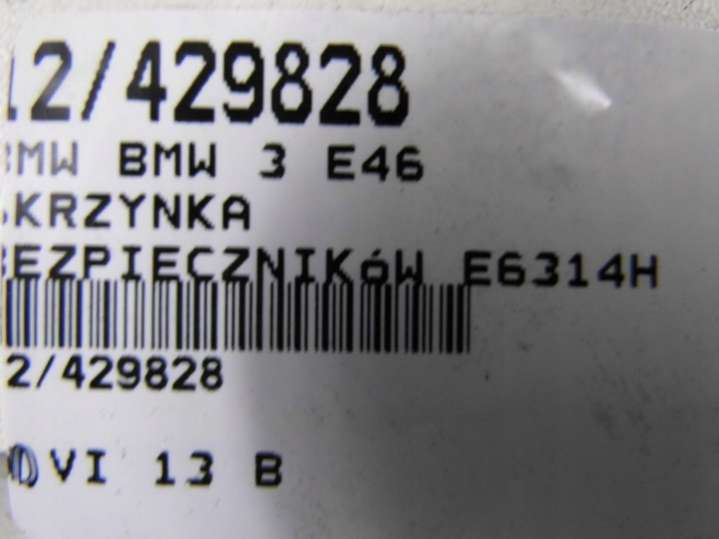 12/429828
BMW BMW 3 E46
SKRZYNKA
BEZPIECZNIKóW E6314H
2/429828
VI 13 B